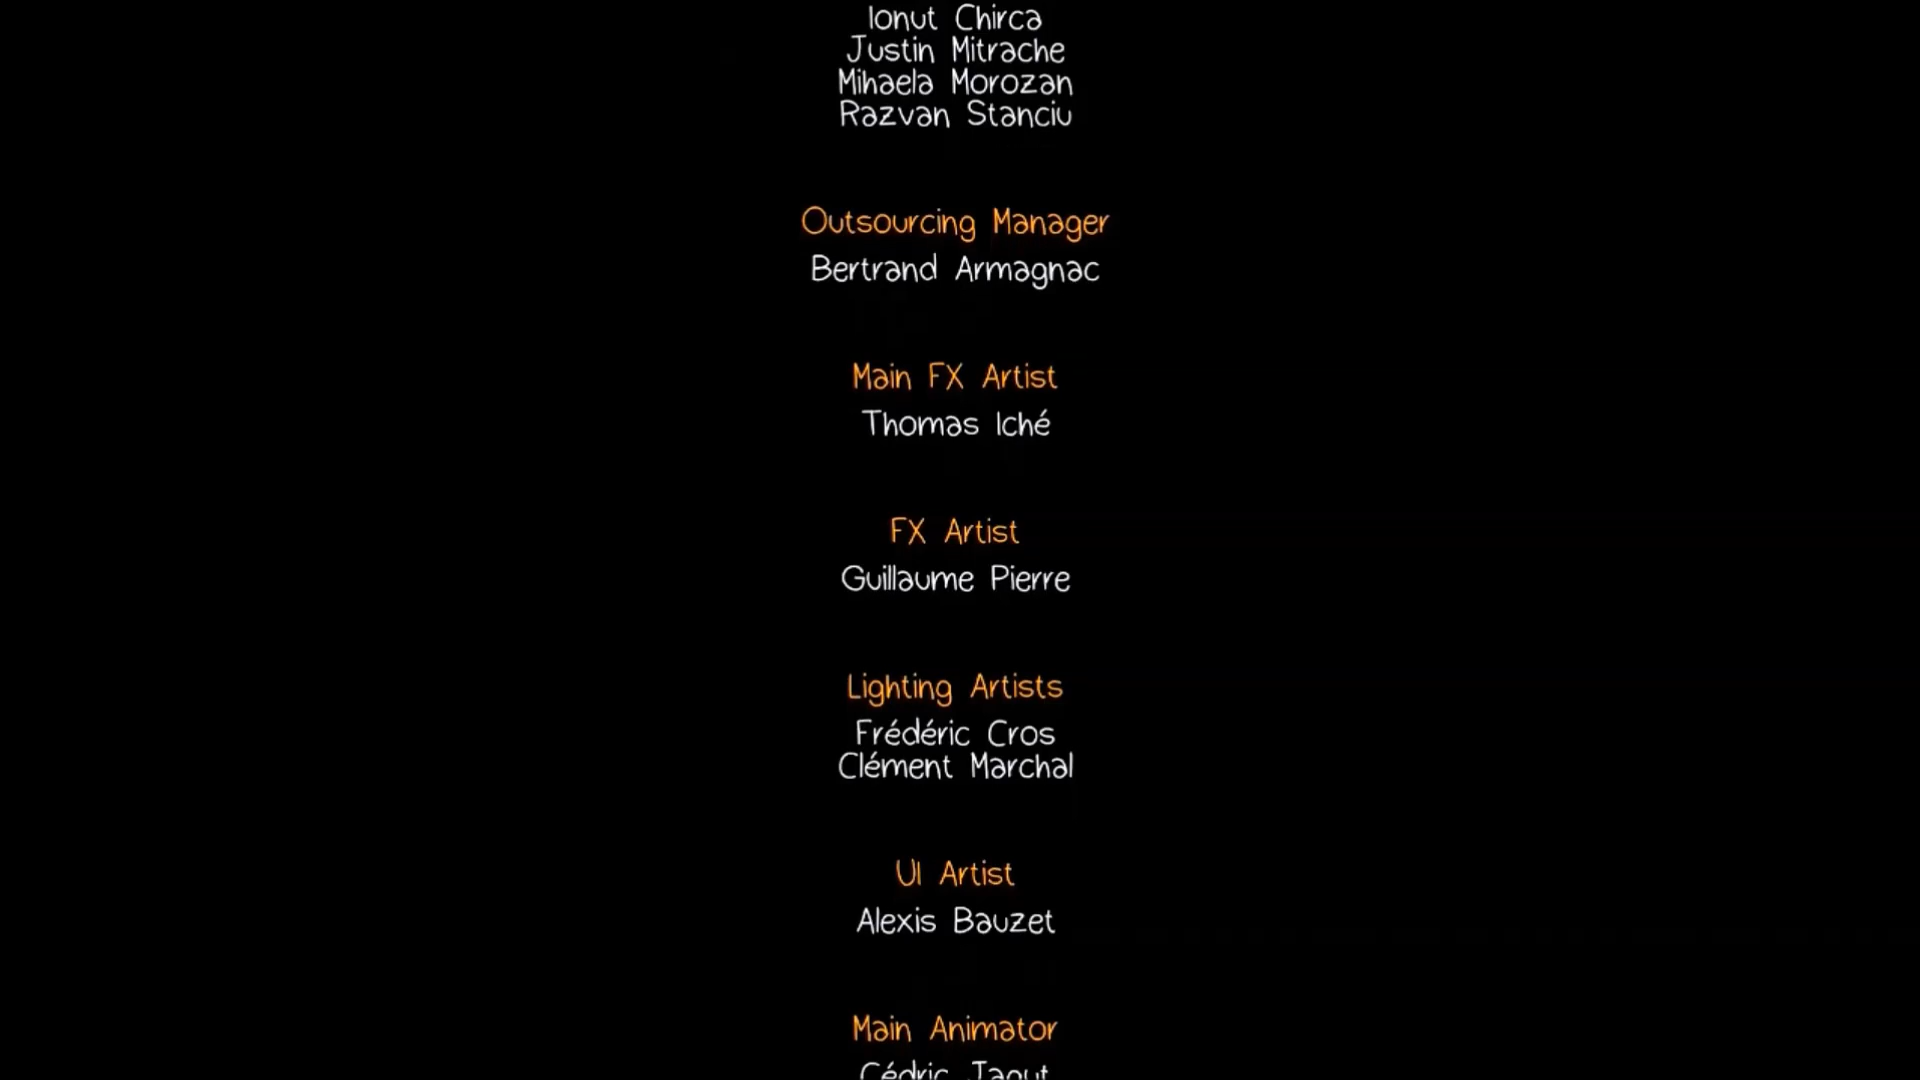 Ionut Chirca
Justin Mitrache
Mihaela Morozan
Razvan Stanciu
Outsourcing Manager
Bertrand Armagnac
Main FX Artist
Thomas Iché
FX Artist
Guillaume Pierre
Lighting Artists
Frédéric Cros
Clément Marchal
UI Artist
Alexis Bauzet
Main Animator
Cédric